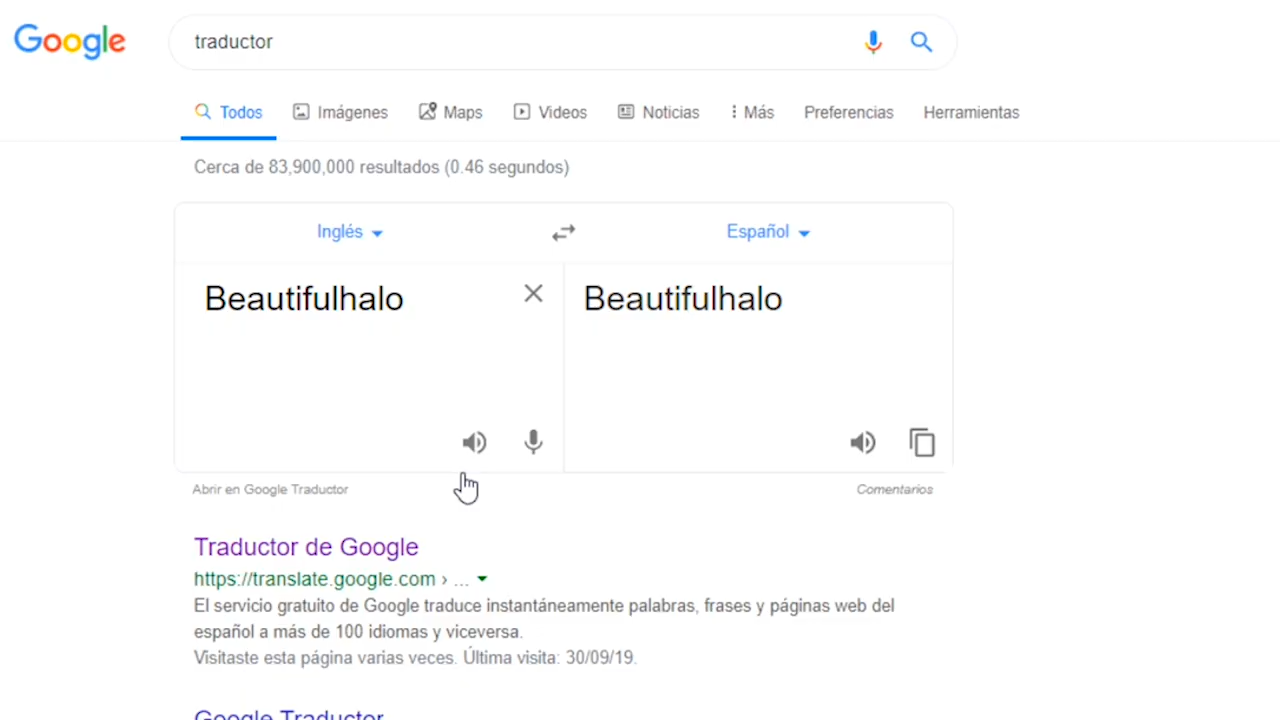 Google
traductor
Todos Imágenes Maps Videos Noticias Más Preferencias Herramientas
Cerca de 83,900,000 resultados (0.46 segundos)
Inglés Español
Beautifulhalo Beautifulhalo
Abrir en Google Traductor Comentarios
Traductor de Google
https://translate.google.com › ...
El servicio gratuito de Google traduce instantáneamente palabras, frases y páginas web del
español a más de 100 idiomas y viceversa.
Visitaste esta página varias veces. Última visita: 30/09/19.
Google Traductor